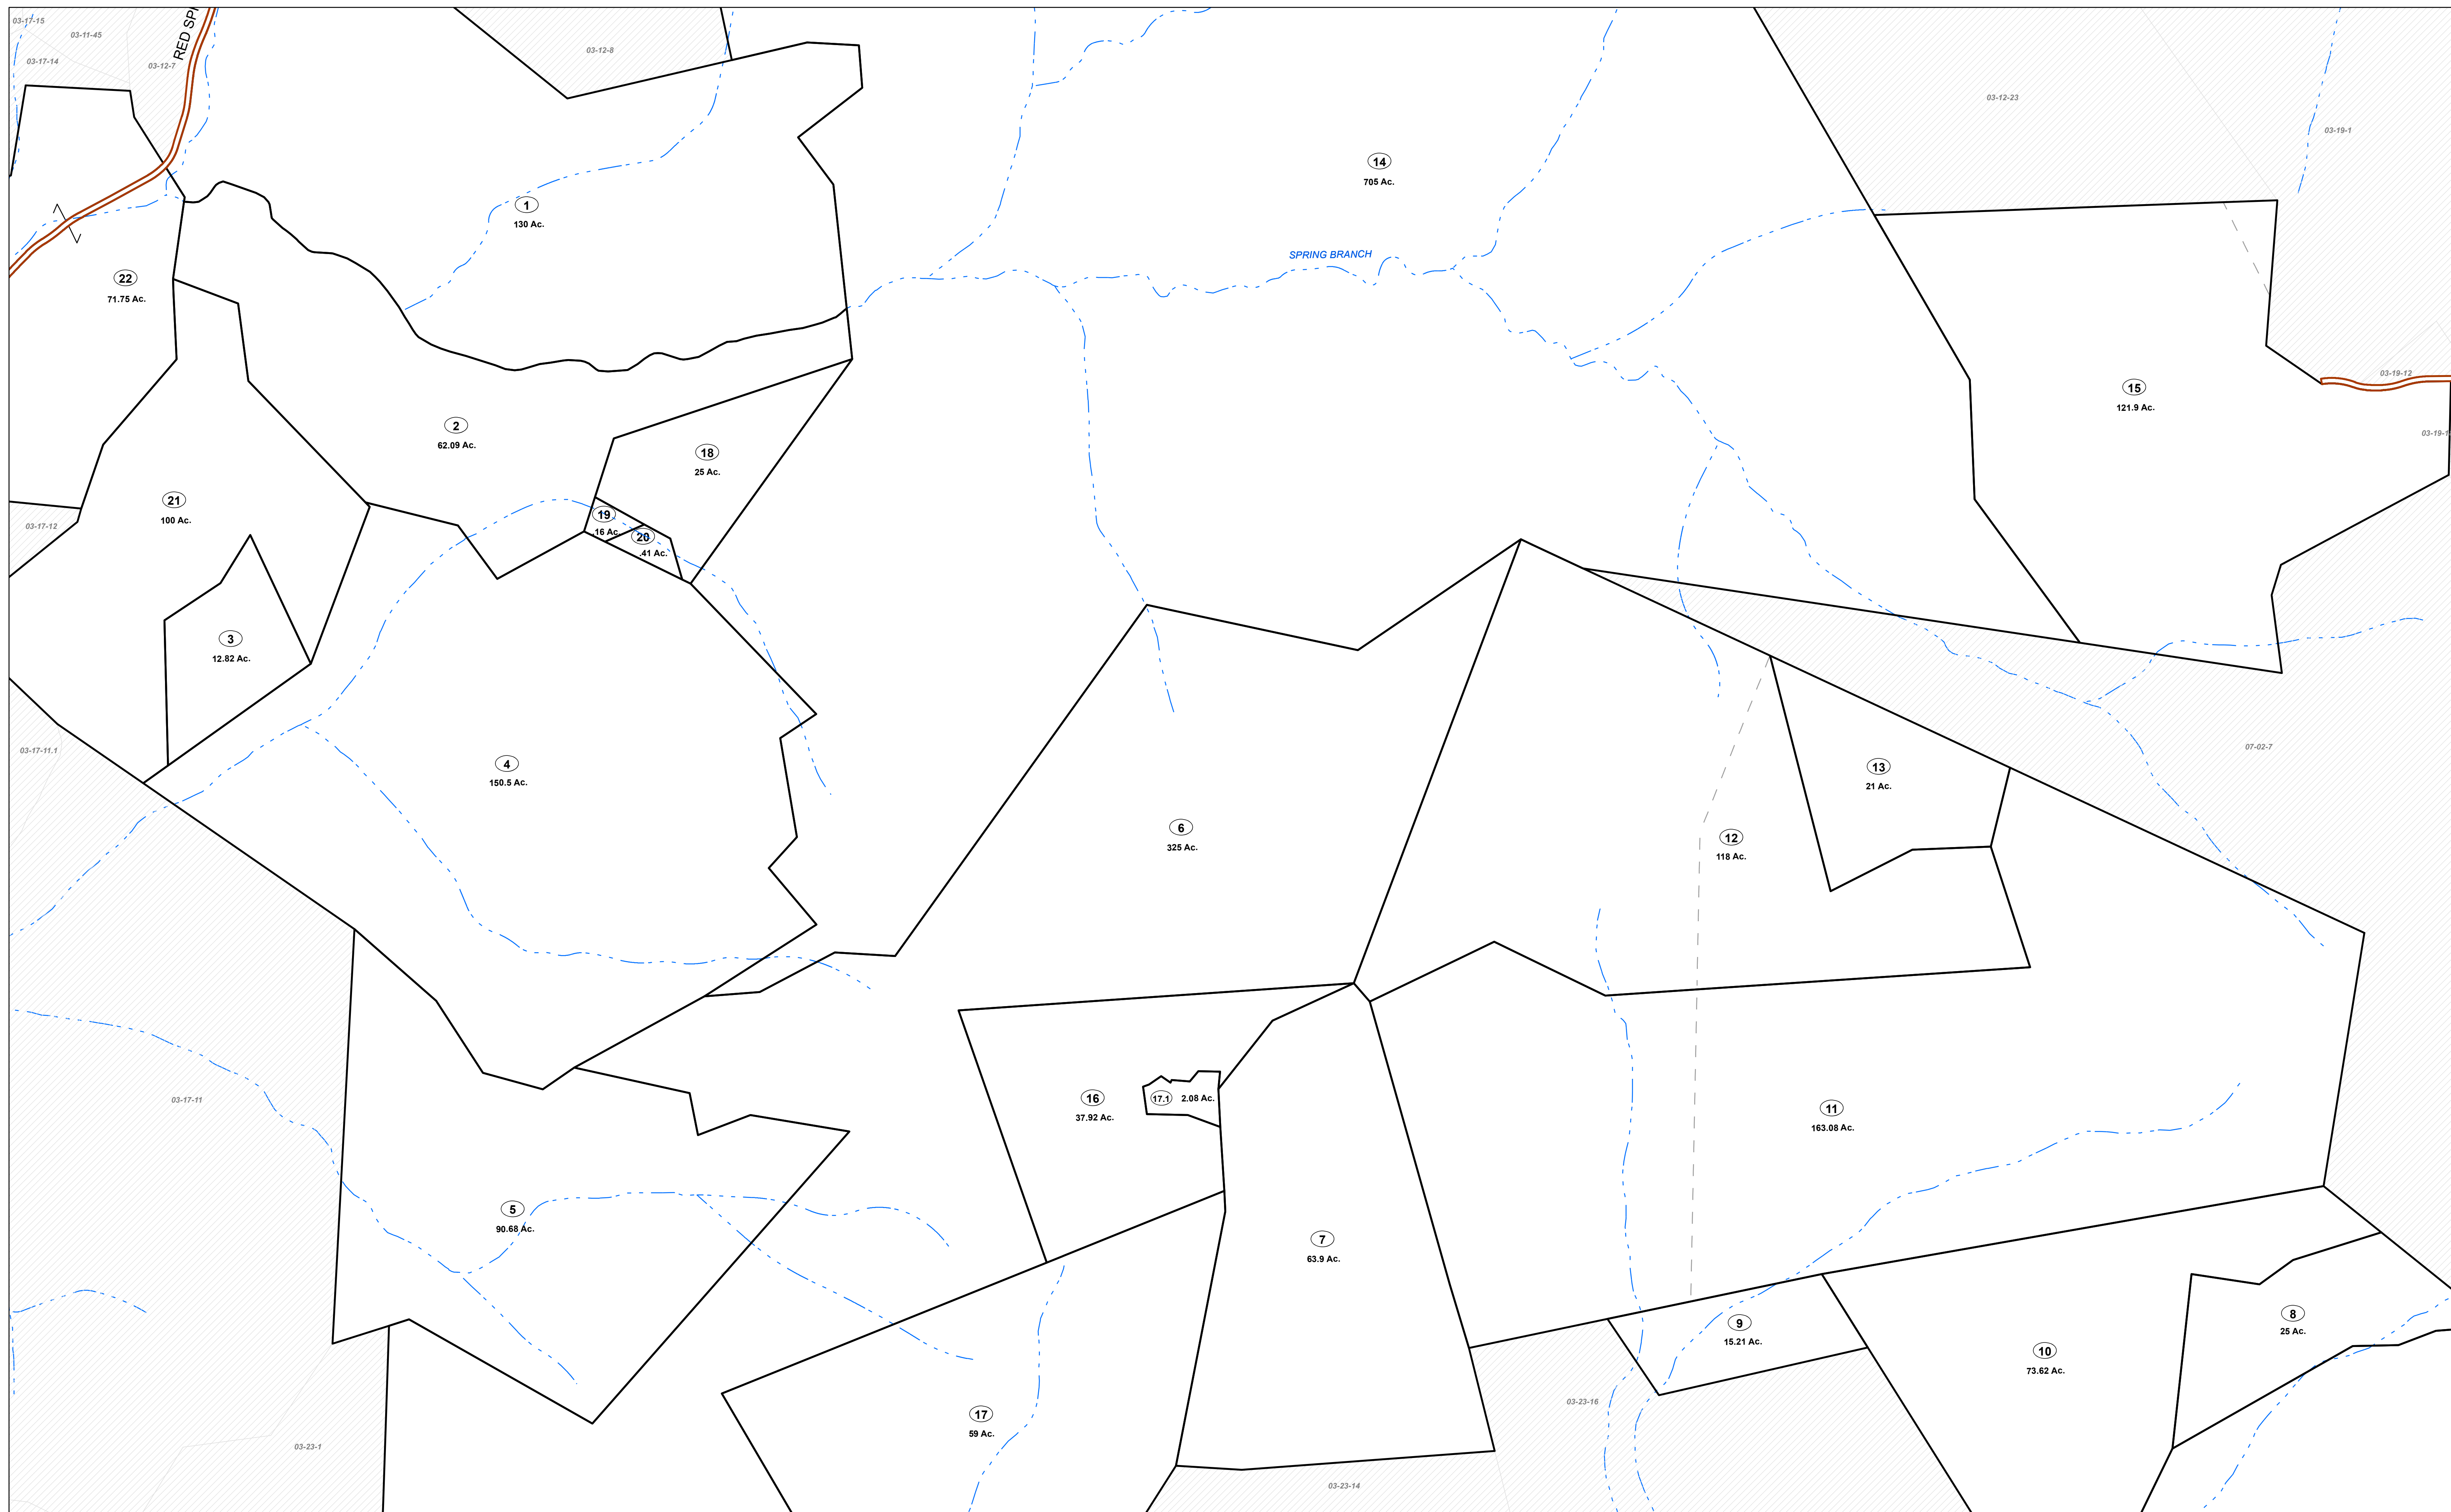 03-17-15
03-11-45
RED SPR
03-12-8
03-17-14
03-12-7
03-12-23
03-19-1
14
705 Ac.
1
130 Ac.
SPRING BRANCH
22
71.75 Ac.
03-19-12
15
121.9 Ac.
2
62.09 Ac.
18
25 Ac.
21
100 Ac.
03-17-12
19
.16 Ac.
20
.41 Ac.
3
12.82 Ac.
03-17-11.1
07-02-7
4
150.5 Ac.
13
21 Ac.
6
325 Ac.
12
118 Ac.
03-17-11
16
37.92 Ac.
17.1 2.08 Ac.
11
163.08 Ac.
5
90.68 Ac.
7
63.9 Ac.
8
25 Ac.
9
15.21 Ac.
10
73.62 Ac.
03-23-16
17
59 Ac.
03-23-1
03-23-14